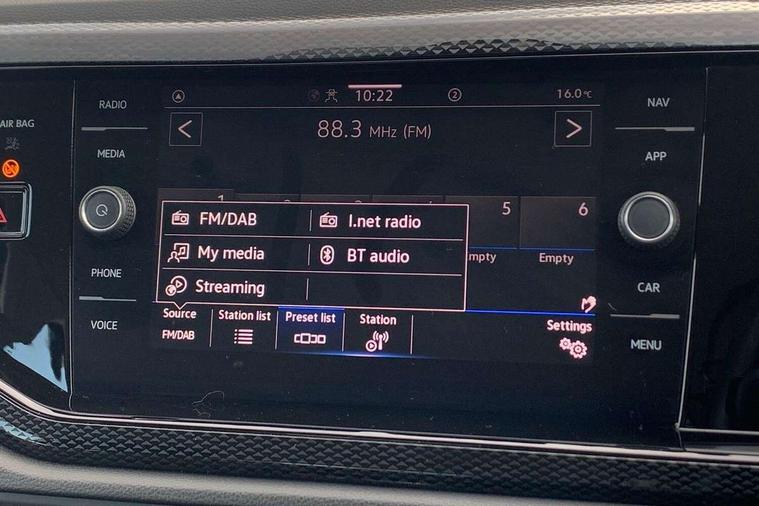 RADIO
10:22
2
16.0 °C
NAV
AIR BAG
MEDIA
88.3 MHz (FM)
APP
5
6
FM/DAB
I.net radio
My media
BT audio
Empty
PHONE
Streaming
CAR
VOICE
Source
Station list
Preset list
Station
Settings
FM/DAB
MENU